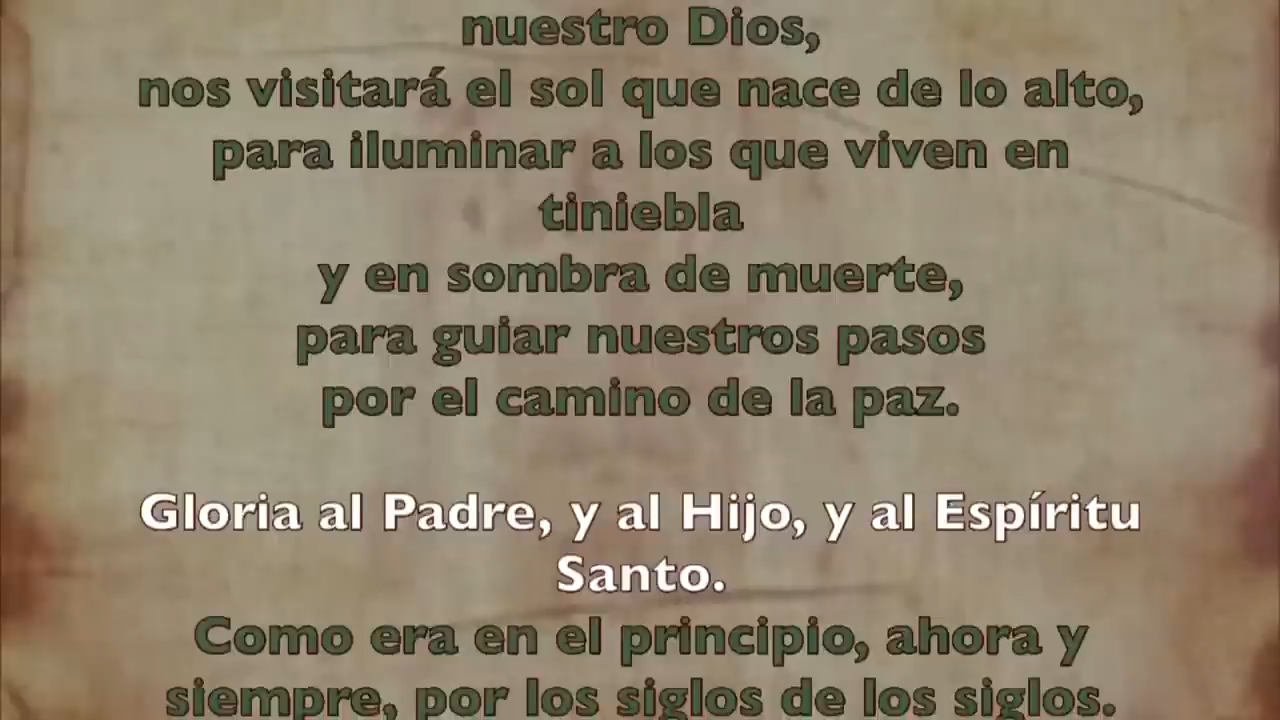 nuestro Dios,
nos visitará el sol que nace de lo alto,
para iluminar a los que viven en
tiniebla
y en sombra de muerte,
para guiar nuestros pasos
por el camino de la paz.
Gloria al Padre, y al Hijo, y al Espíritu
Santo.
Como era en el principio, ahora y
siempre, por los siglos de los siglos.